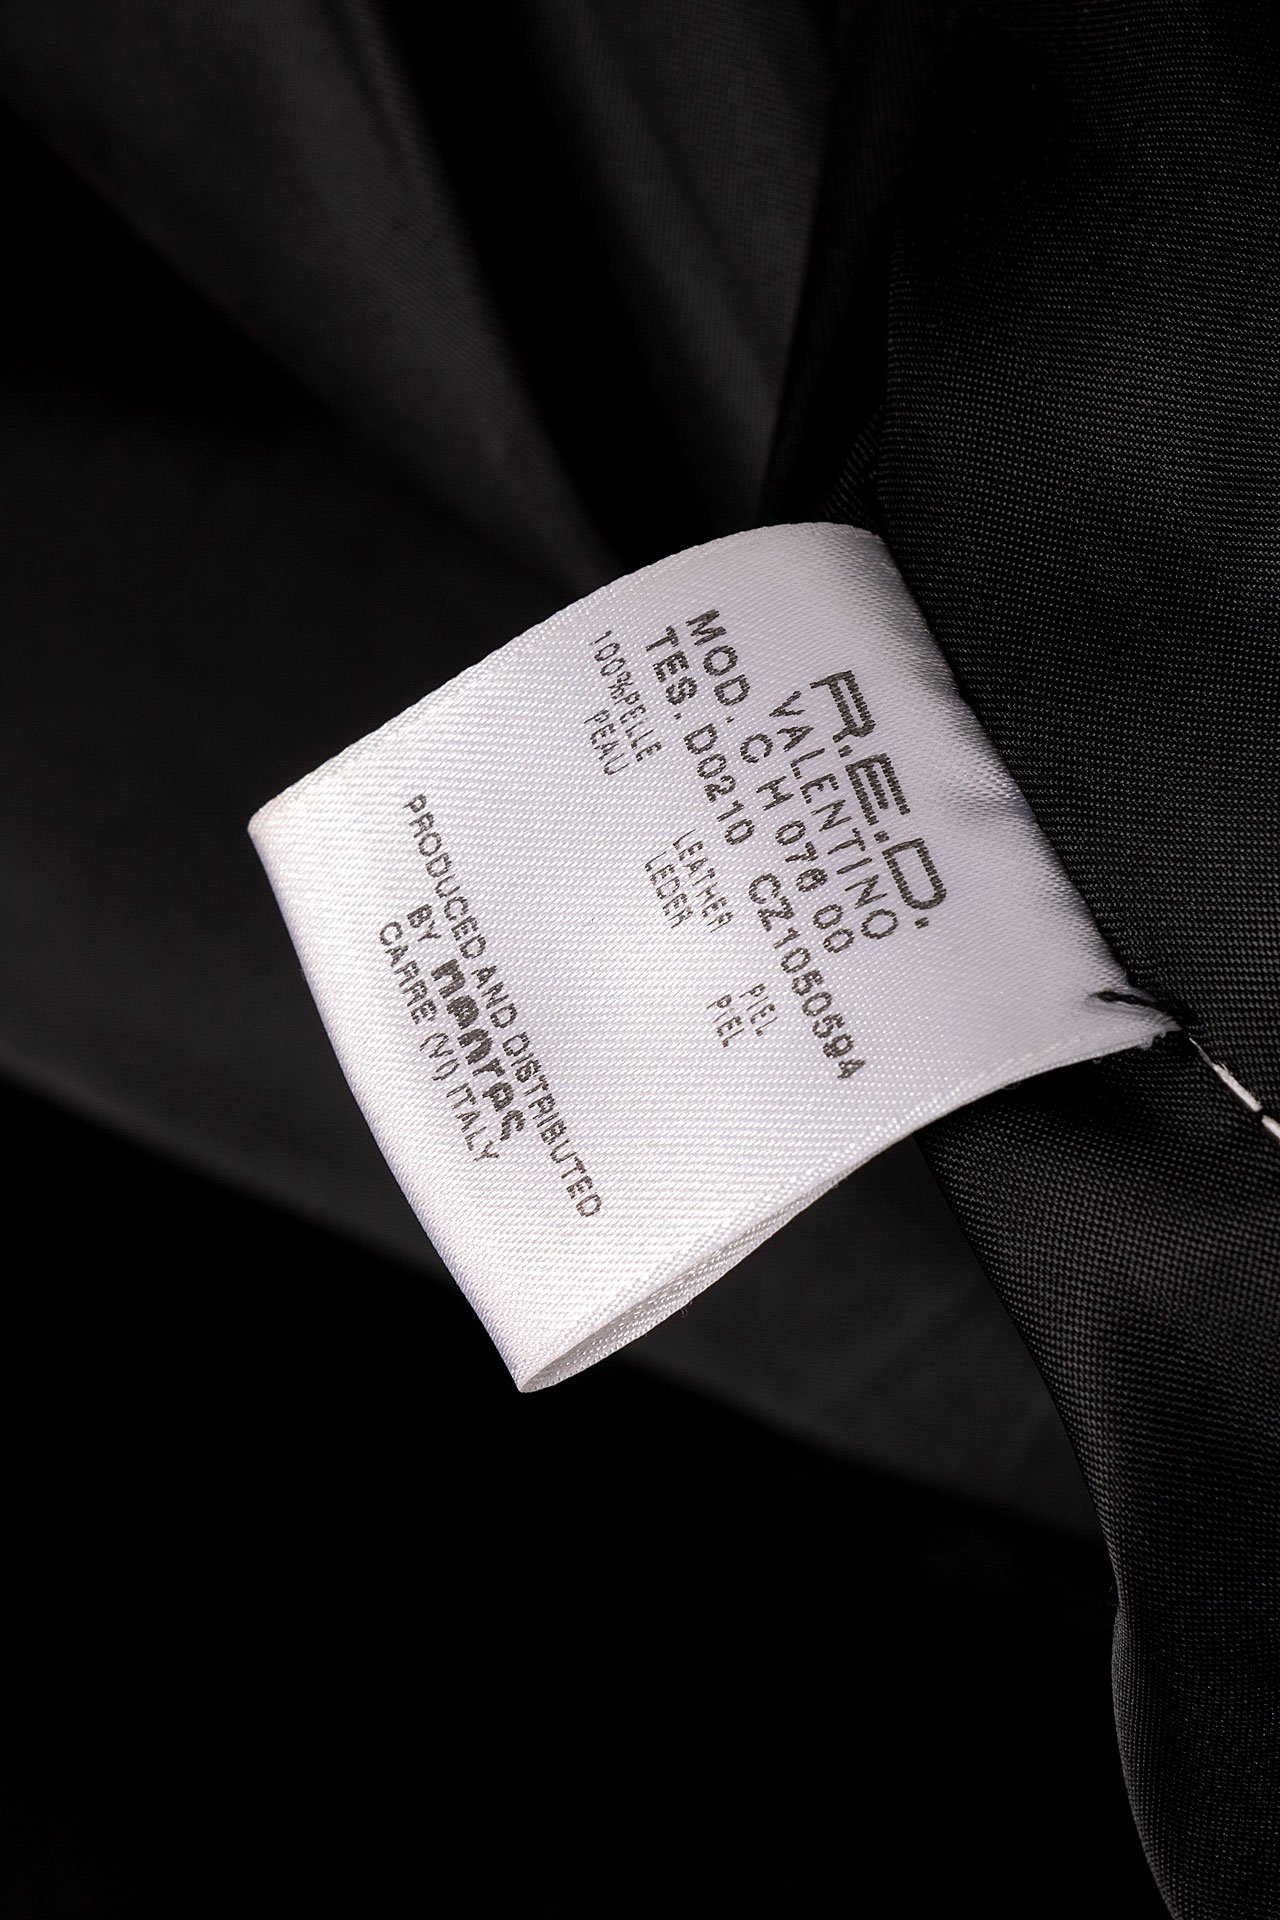 R.E.D.
VALENTINO
MOD. C H 078 00
TES. D0210 CZ1050594
100%PELLE LEATHER PIEL
PEAU LEDER PIEL
PRODUCED AND DISTRIBUTED
BY
CARRE' (VI) ITALY